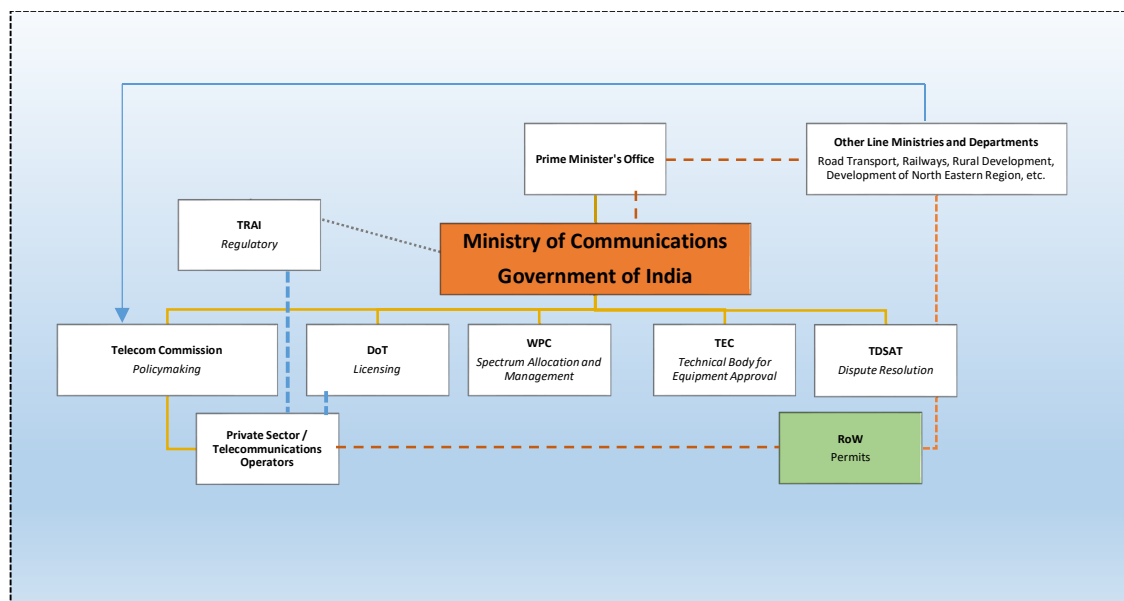 Prime Minister's Office
Other Line Ministries and Departments
Road Transport, Railways, Rural Development,
Development of North Eastern Region, etc.
TRAI
Regulatory
Ministry of Communications
Government of India
Telecom Commission
Policymaking
DoT
Licensing
WPC
Spectrum Allocation and
Management
TEC
Technical Body for
Equipment Approval
TDSAT
Dispute Resolution
Private Sector /
Telecommunications
Operators
RoW
Permits